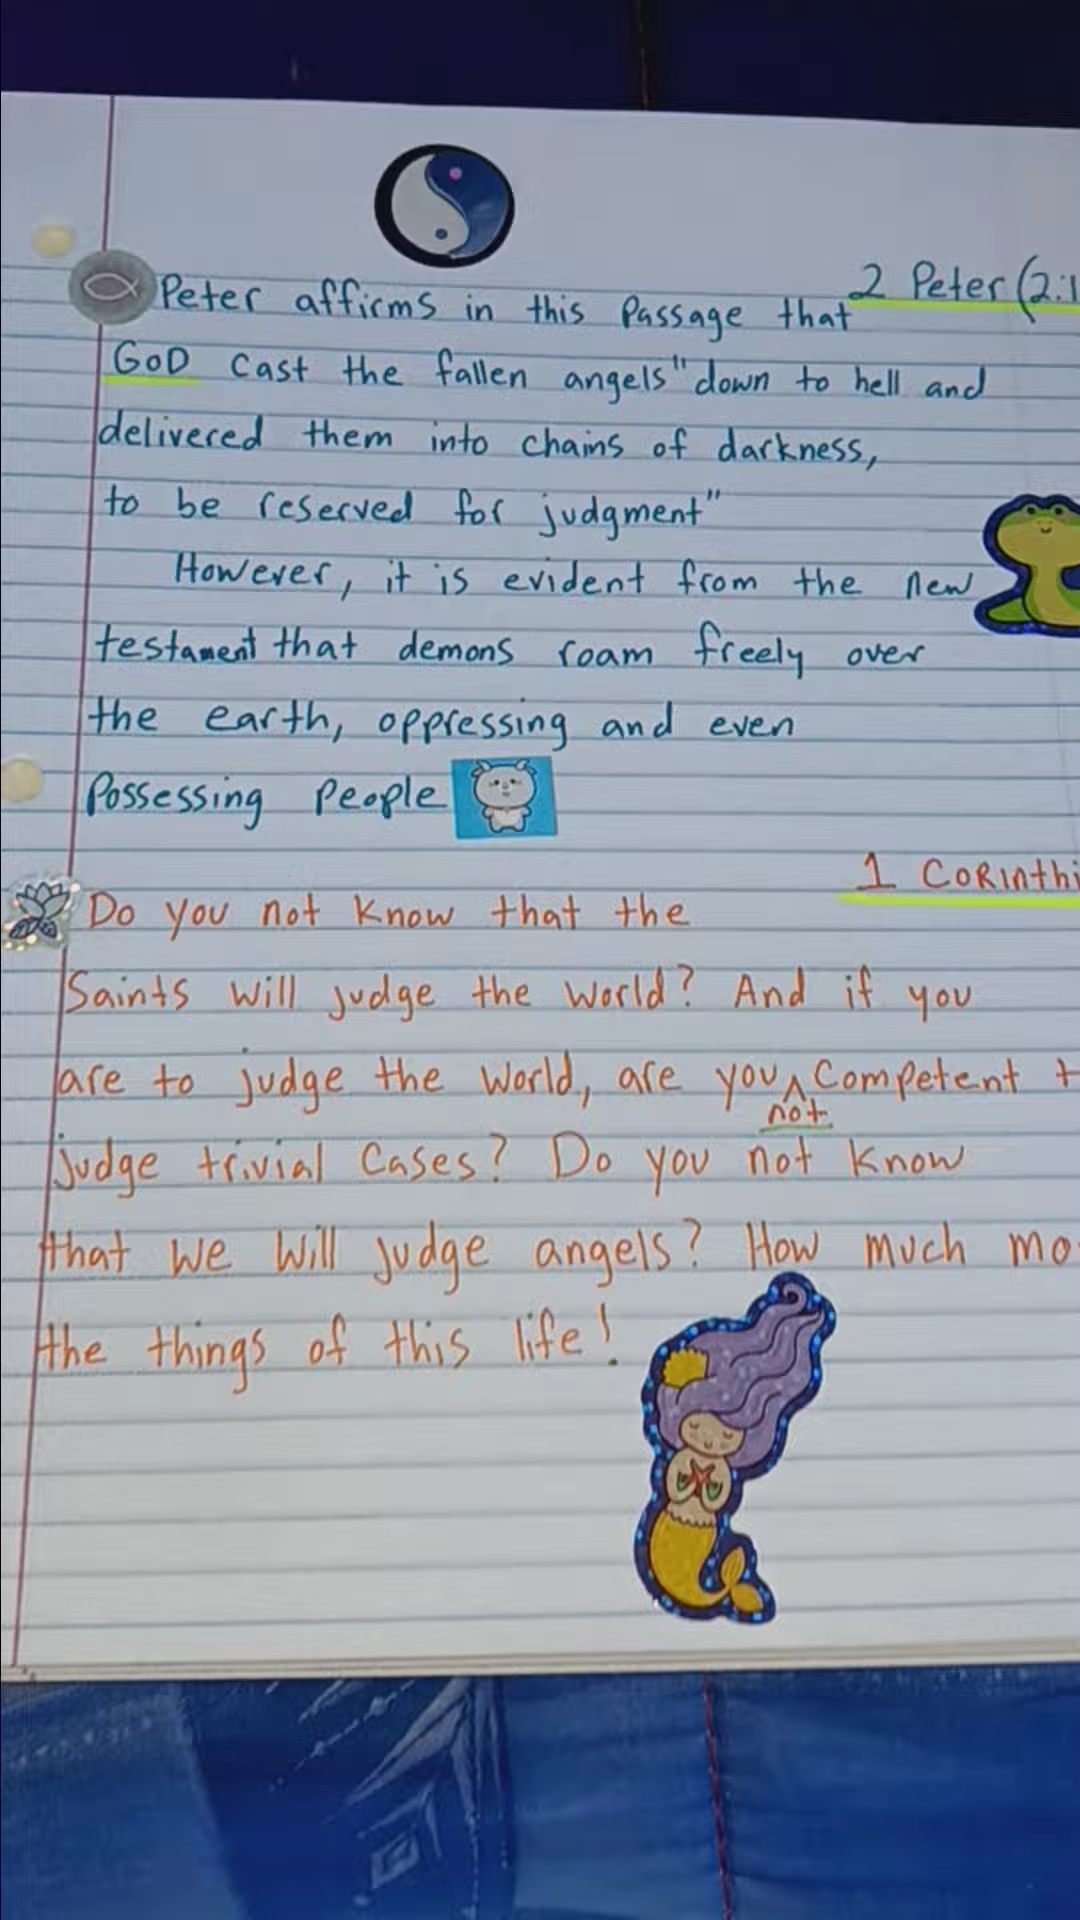 2 Peter (2:1
Peter affirms in this Passage that
GOD cast the fallen angels "down to hell and
delivered them into chains of darkness,
to be reserved for judgment"
However, it is evident from the new
testament that demons roam freely over
the earth, oppressing and even
Possessing People
1 Corinthi
Do you not know that the
Saints will judge the world? And if you
are to judge the world, are you ^ Competent t
not
judge trivial Cases? Do you not know
that we will judge angels? How much mo
the things of this life!